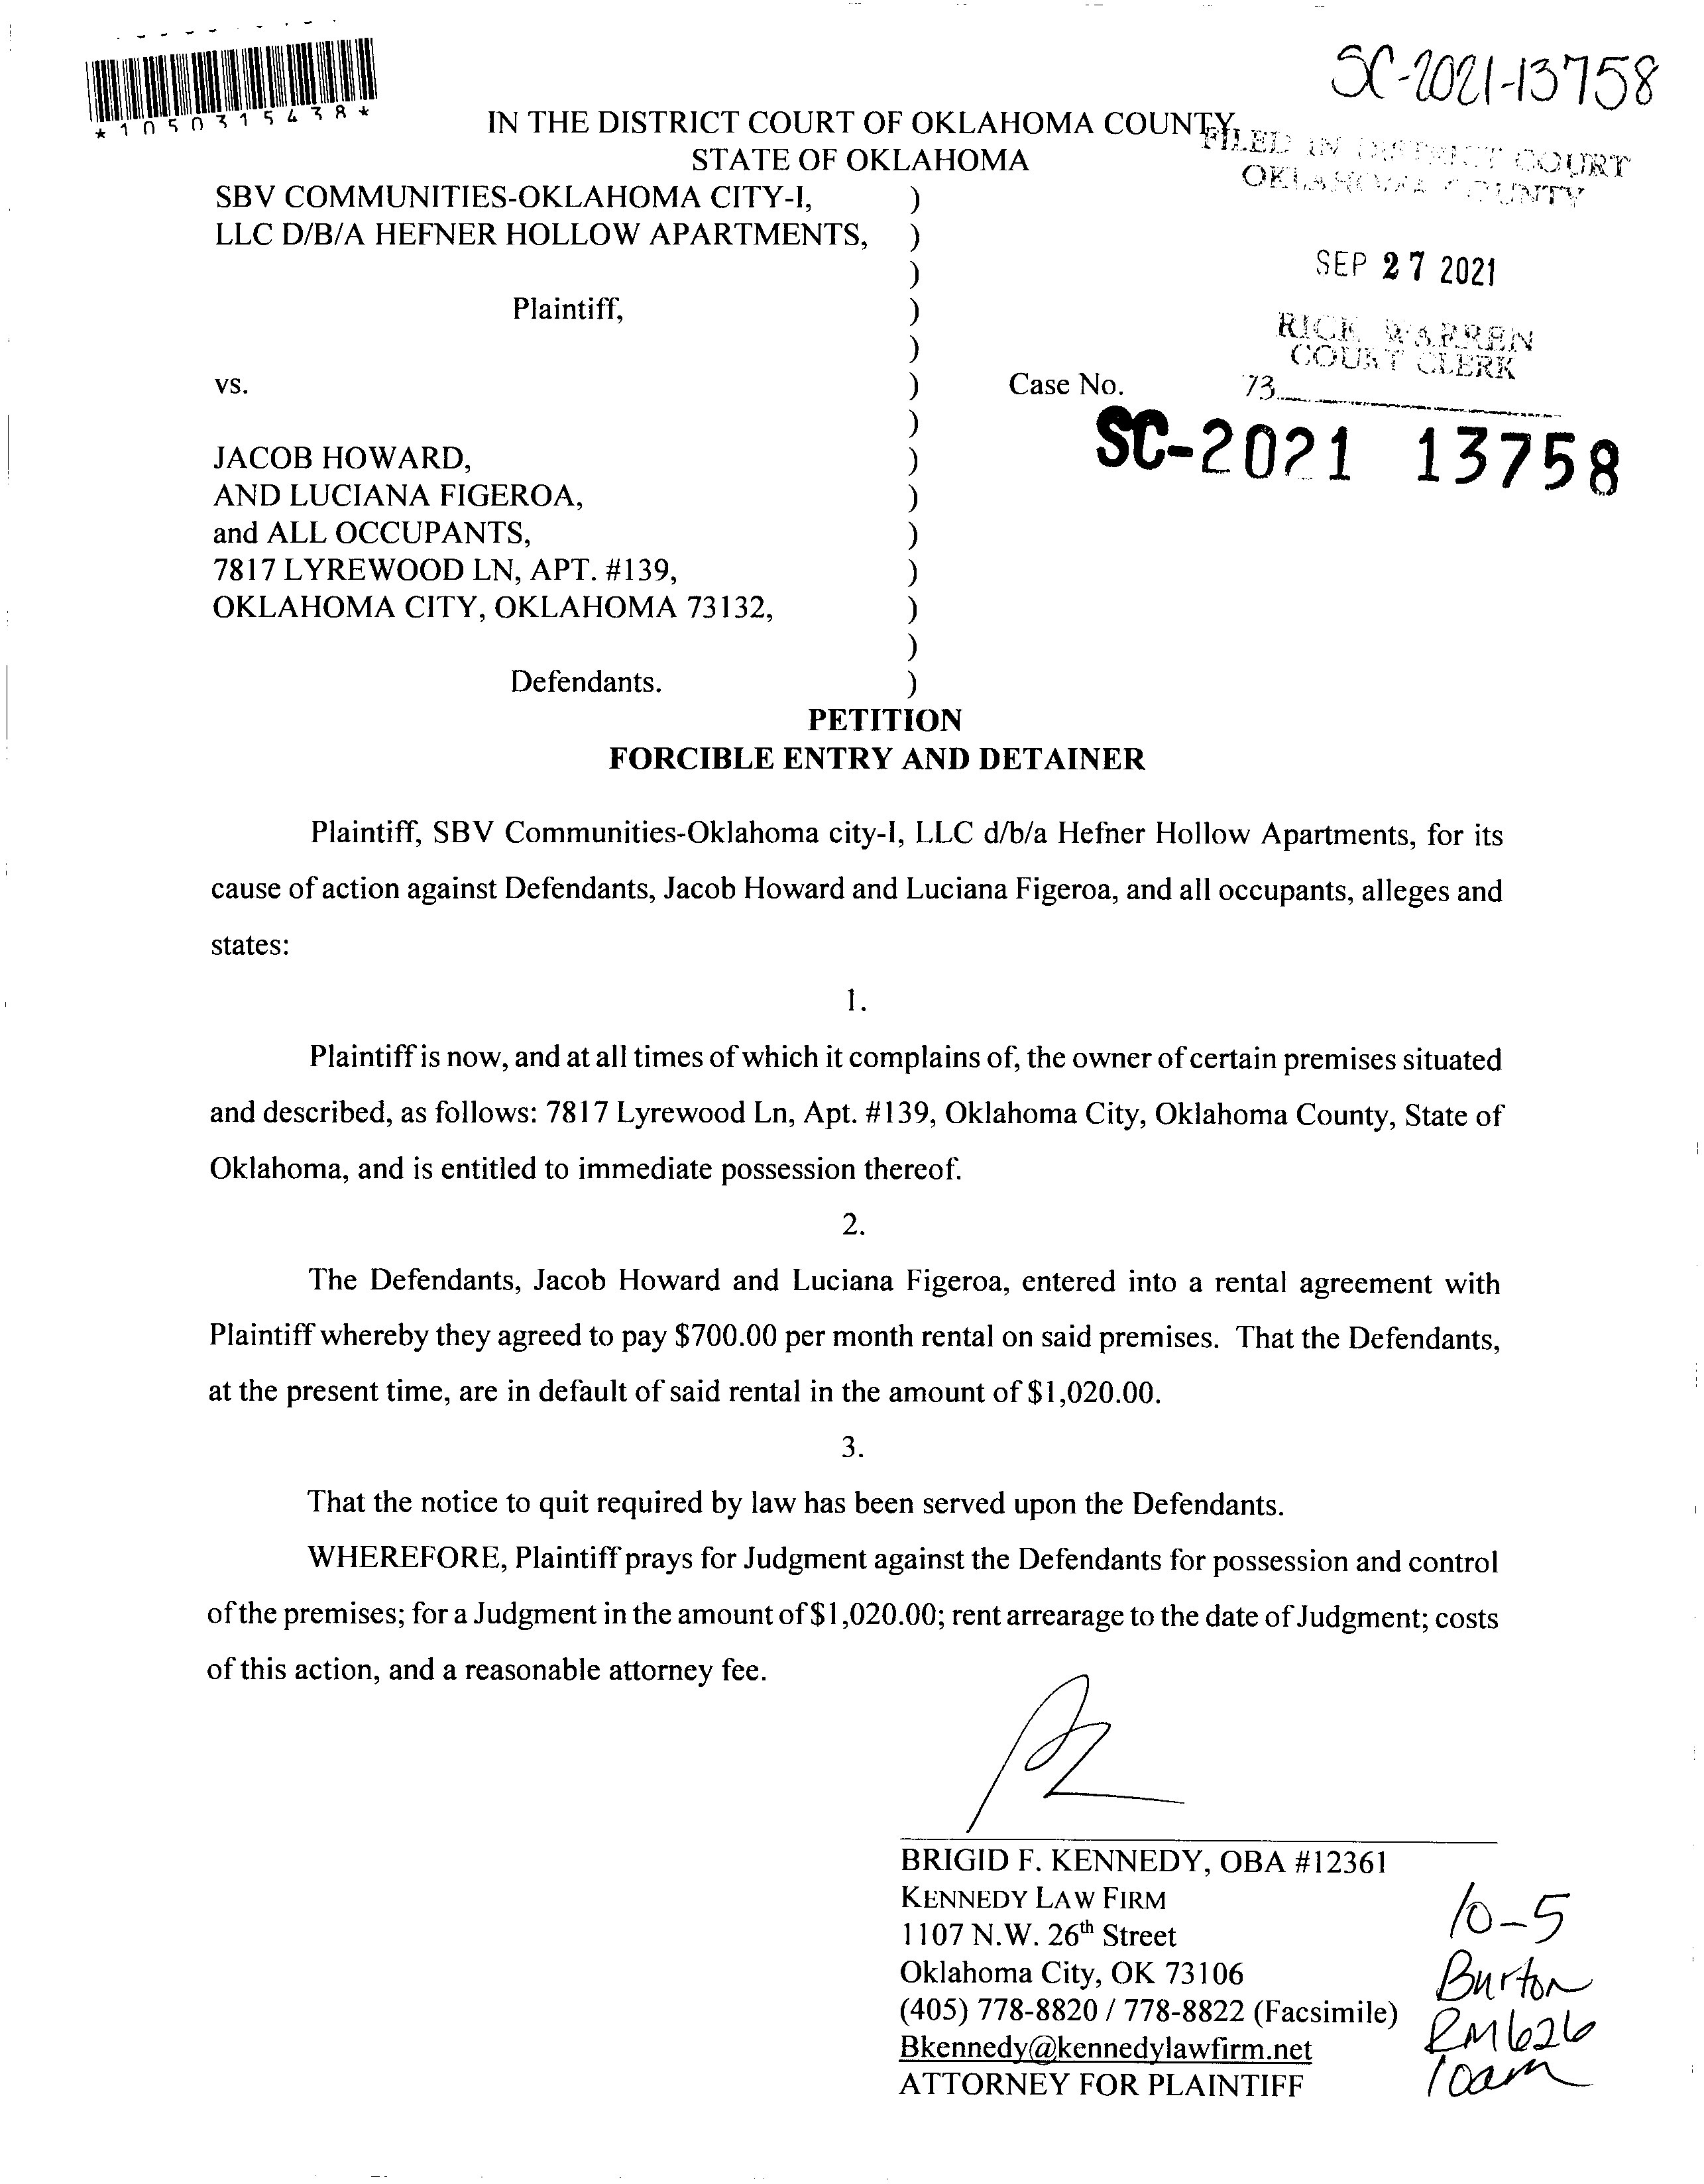 SC-2021-13758
*1050315438*
IN THE DISTRICT COURT OF OKLAHOMA COUNTY
STATE OF OKLAHOMA
FILED IN DISTRICT COURT
OKLAHOMA COUNTY
SBV COMMUNITIES-OKLAHOMA CITY-I, )
LLC D/B/A HEFNER HOLLOW APARTMENTS, )
)
SEP 27 2021
Plaintiff, )
)
RICK WARREN
COURT CLERK
vs. ) Case No. 73
)
SC-2021 13758
JACOB HOWARD, )
AND LUCIANA FIGEROA, )
and ALL OCCUPANTS, )
7817 LYREWOOD LN, APT. #139, )
OKLAHOMA CITY, OKLAHOMA 73132, )
)
Defendants. )
PETITION
FORCIBLE ENTRY AND DETAINER
Plaintiff, SBV Communities-Oklahoma city-I, LLC d/b/a Hefner Hollow Apartments, for its
cause of action against Defendants, Jacob Howard and Luciana Figeroa, and all occupants, alleges and
states:
1.
Plaintiff is now, and at all times of which it complains of, the owner of certain premises situated
and described, as follows: 7817 Lyrewood Ln, Apt. #139, Oklahoma City, Oklahoma County, State of
Oklahoma, and is entitled to immediate possession thereof.
2.
The Defendants, Jacob Howard and Luciana Figeroa, entered into a rental agreement with
Plaintiff whereby they agreed to pay $700.00 per month rental on said premises. That the Defendants,
at the present time, are in default of said rental in the amount of $1,020.00.
3.
That the notice to quit required by law has been served upon the Defendants.
WHEREFORE, Plaintiff prays for Judgment against the Defendants for possession and control
of the premises; for a Judgment in the amount of $1,020.00; rent arrearage to the date of Judgment; costs
of this action, and a reasonable attorney fee.
BRIGID F. KENNEDY, OBA #12361
KENNEDY LAW FIRM
1107 N.W. 26th Street
Oklahoma City, OK 73106
(405) 778-8820 / 778-8822 (Facsimile)
Bkennedy@kennedylawfirm.net
ATTORNEY FOR PLAINTIFF
10-5
Burton
RM 626
10am